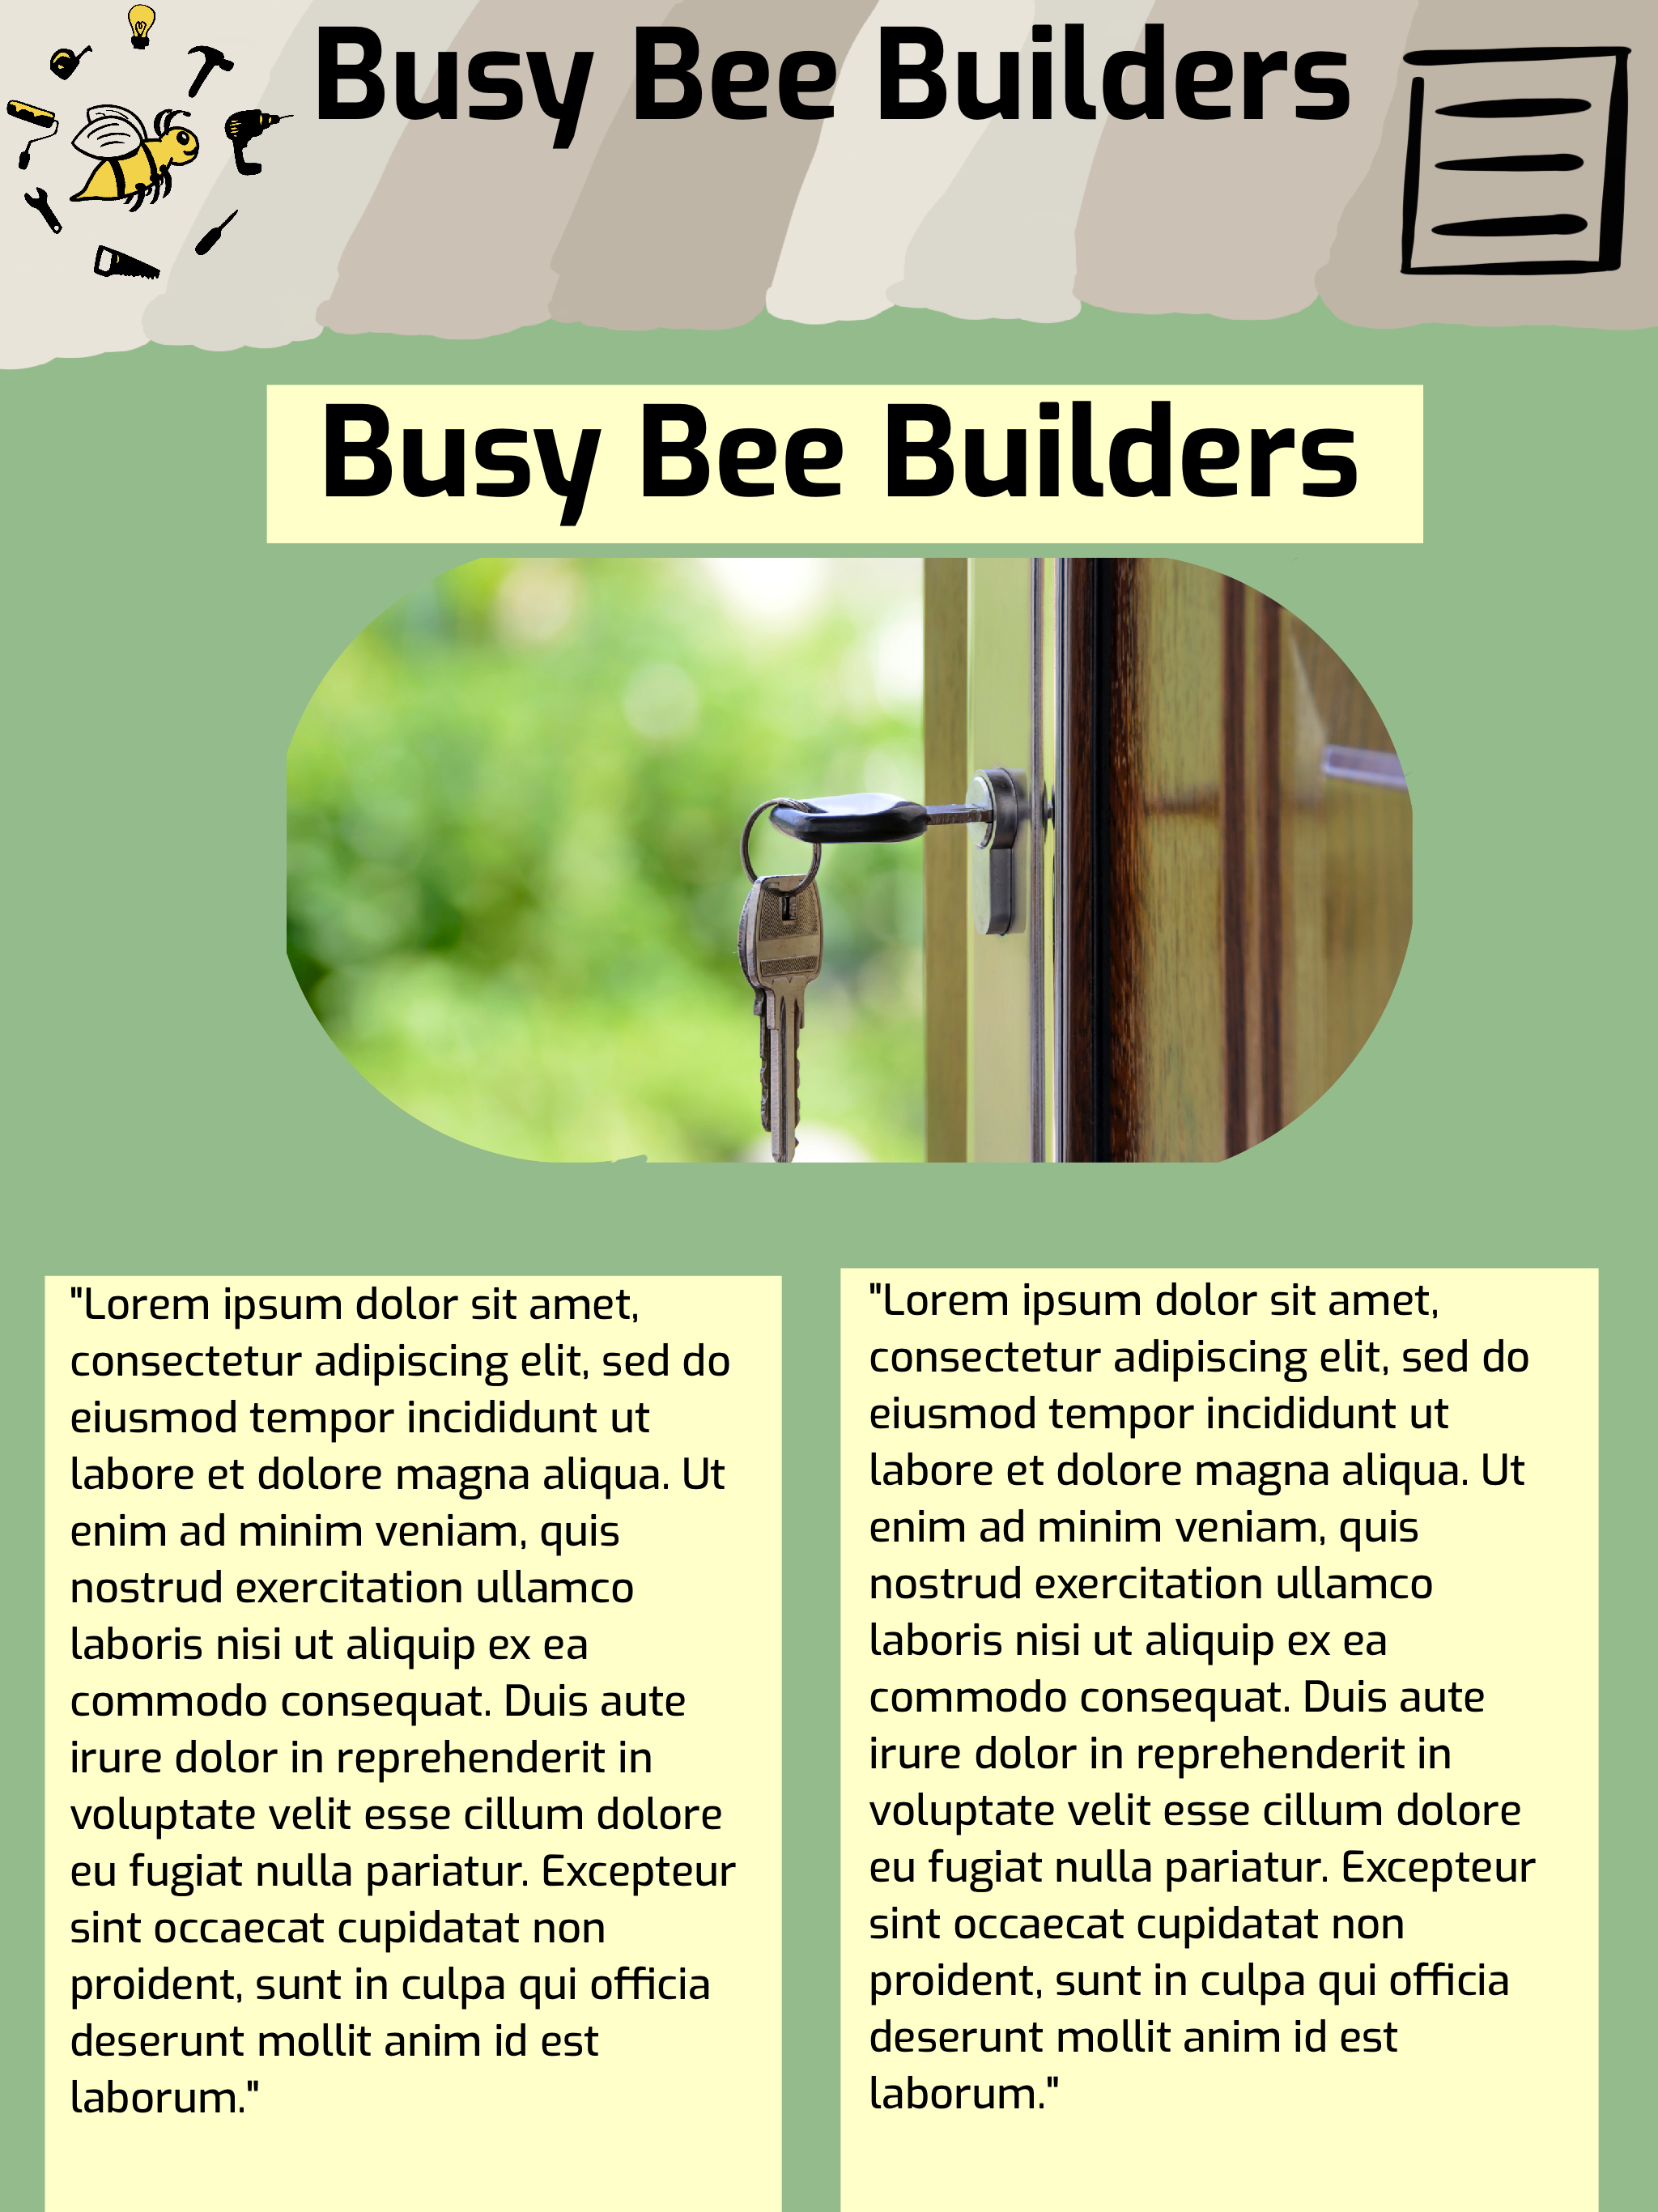 Busy Bee Builders
Busy Bee Builders
"Lorem ipsum dolor sit amet,
consectetur adipiscing elit, sed do
eiusmod tempor incididunt ut
labore et dolore magna aliqua. Ut
enim ad minim veniam, quis
nostrud exercitation ullamco
laboris nisi ut aliquip ex ea
commodo consequat. Duis aute
irure dolor in reprehenderit in
voluptate velit esse cillum dolore
eu fugiat nulla pariatur. Excepteur
sint occaecat cupidatat non
proident, sunt in culpa qui officia
deserunt mollit anim id est
laborum."
"Lorem ipsum dolor sit amet,
consectetur adipiscing elit, sed do
eiusmod tempor incididunt ut
labore et dolore magna aliqua. Ut
enim ad minim veniam, quis
nostrud exercitation ullamco
laboris nisi ut aliquip ex ea
commodo consequat. Duis aute
irure dolor in reprehenderit in
voluptate velit esse cillum dolore
eu fugiat nulla pariatur. Excepteur
sint occaecat cupidatat non
proident, sunt in culpa qui officia
deserunt mollit anim id est
laborum."